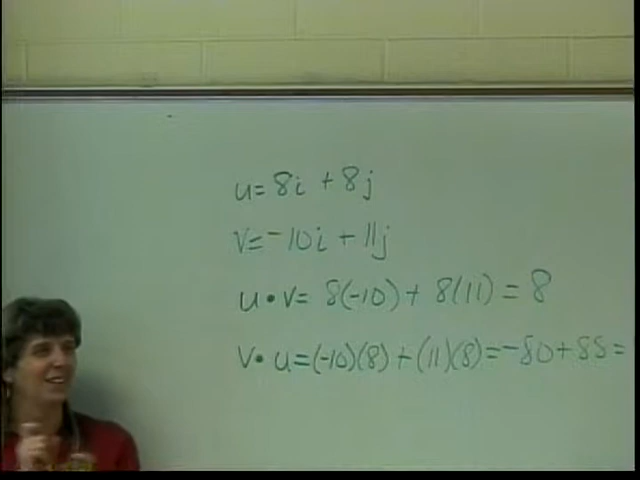 u=8i + 8j
v=-10i + 11j
u•v= 8(-10)+ 8(11)=8
v•u=(-10)(8)+(11)(8)=-80+88=